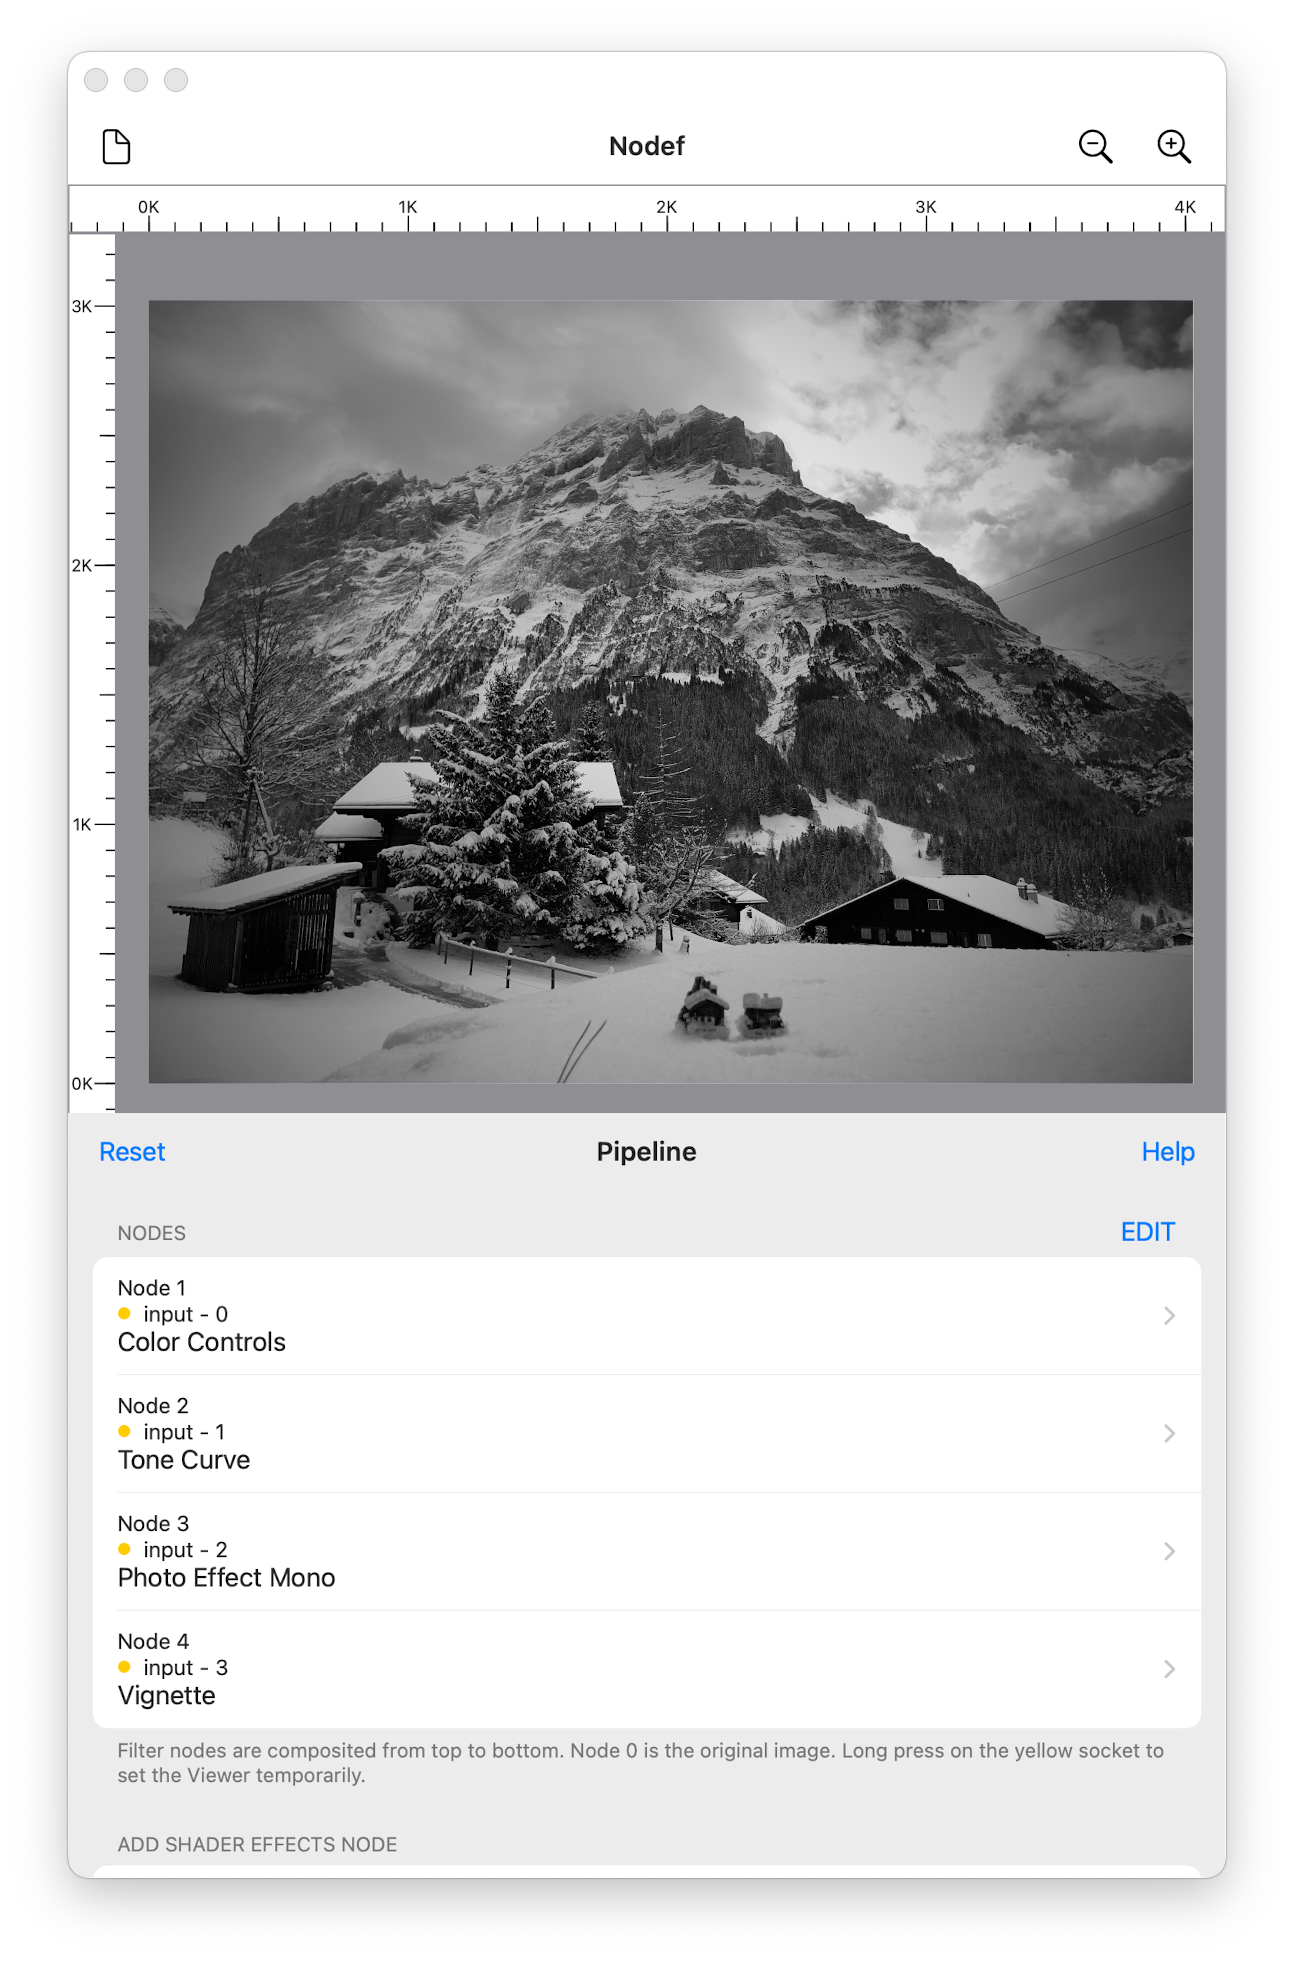 Nodef
0K 1K 2K 3K 4K
3K
2K
1K
0K
Reset Pipeline Help
NODES EDIT
Node 1
input - 0
Color Controls
Node 2
input - 1
Tone Curve
Node 3
input - 2
Photo Effect Mono
Node 4
input - 3
Vignette
Filter nodes are composited from top to bottom. Node 0 is the original image. Long press on the yellow socket to
set the Viewer temporarily.
ADD SHADER EFFECTS NODE